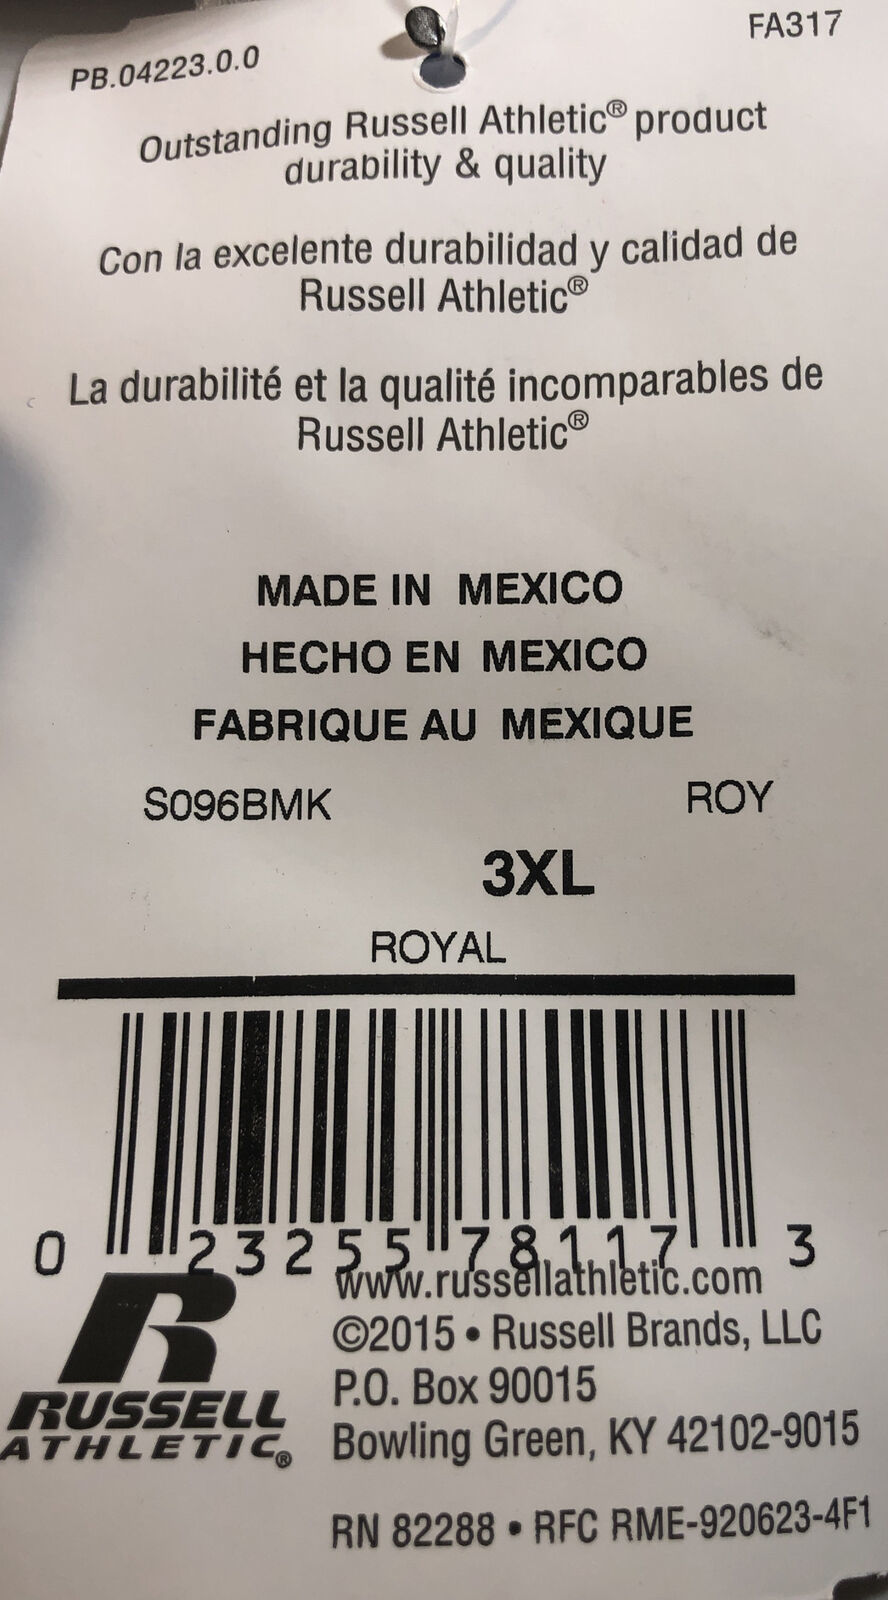 PB.04223.0.0
FA317
Outstanding Russell Athletic® product
durability & quality
Con la excelente durabilidad y calidad de
Russell Athletic®
La durabilité et la qualité incomparables de
Russell Athletic®
MADE IN MEXICO
HECHO EN MEXICO
FABRIQUE AU MEXIQUE
S096BMK
ROY
3XL
ROYAL
0 23255 78117 3
www.russellathletic.com
©2015 • Russell Brands, LLC
P.O. Box 90015
Bowling Green, KY 42102-9015
R
RUSSELL
ATHLETIC®
RN 82288 • RFC RME-920623-4F1